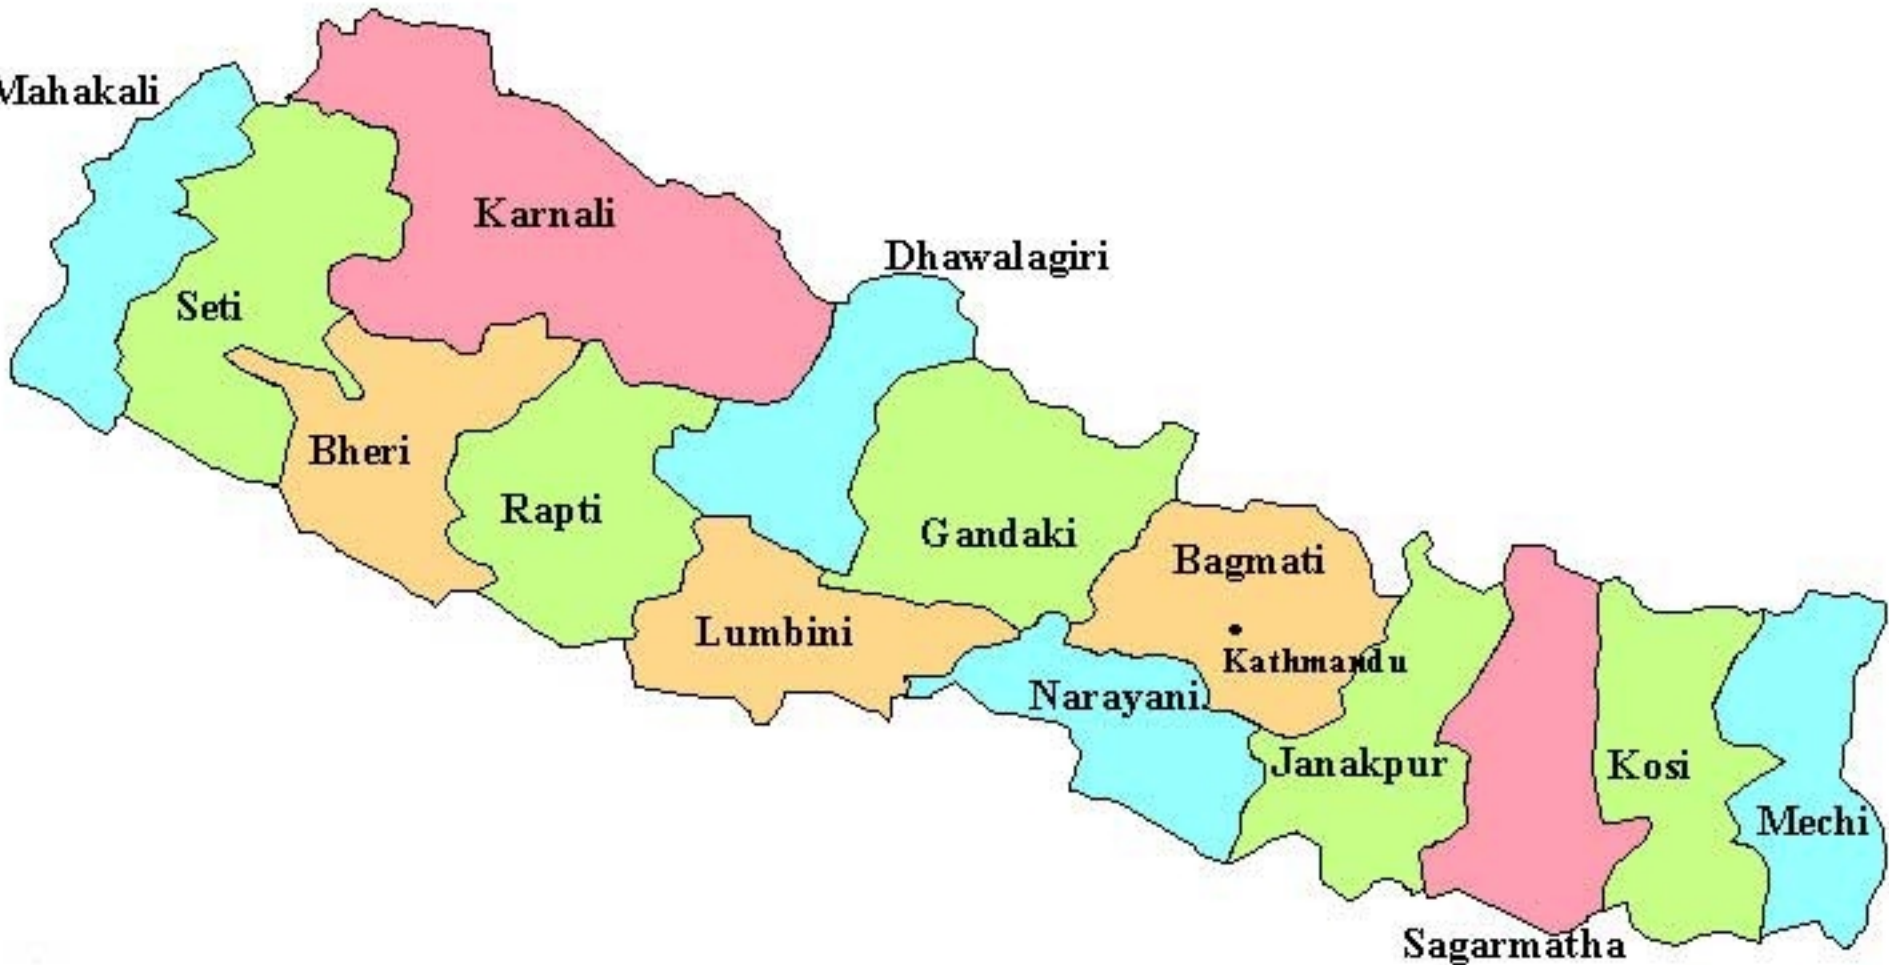 Mahakali
Karnali
Dhawalagiri
Seti
Bheri
Rapti
Gandaki
Bagmati
Lumbini
Kathmandu
Narayani
Janakpur
Kosi
Mechi
Sagarmatha